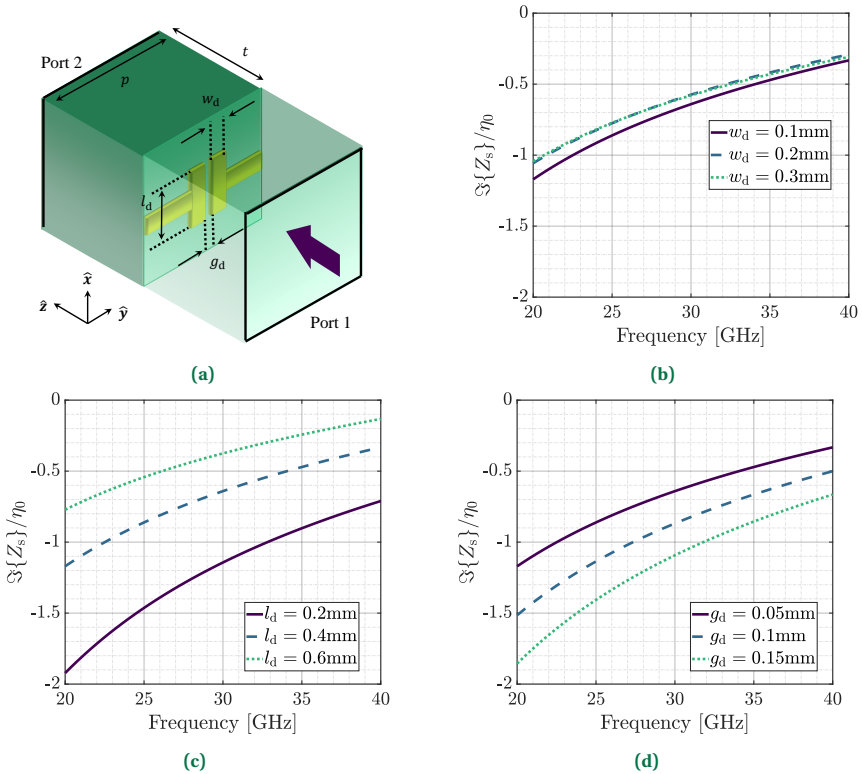 Port 2
p
t
w_d
l_d
g_d
x̂
ẑ
ŷ
Port 1
(a)
ℑ{Z_s}/η_0
0
-0.5
-1
-1.5
-2
20 25 30 35 40
Frequency [GHz]
w_d = 0.1mm
w_d = 0.2mm
w_d = 0.3mm
(b)
ℑ{Z_s}/η_0
0
-0.5
-1
-1.5
-2
20 25 30 35 40
Frequency [GHz]
l_d = 0.2mm
l_d = 0.4mm
l_d = 0.6mm
(c)
ℑ{Z_s}/η_0
0
-0.5
-1
-1.5
-2
20 25 30 35 40
Frequency [GHz]
g_d = 0.05mm
g_d = 0.1mm
g_d = 0.15mm
(d)